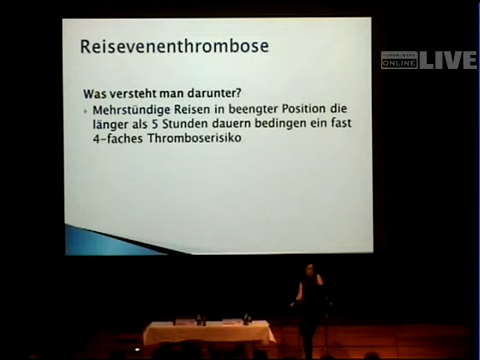 Reisevenenthrombose
Was versteht man darunter?
Mehrstündige Reisen in beengter Position die
länger als 5 Stunden dauern bedingen ein fast
4-faches Thromboserisiko
ONLINE LIVE